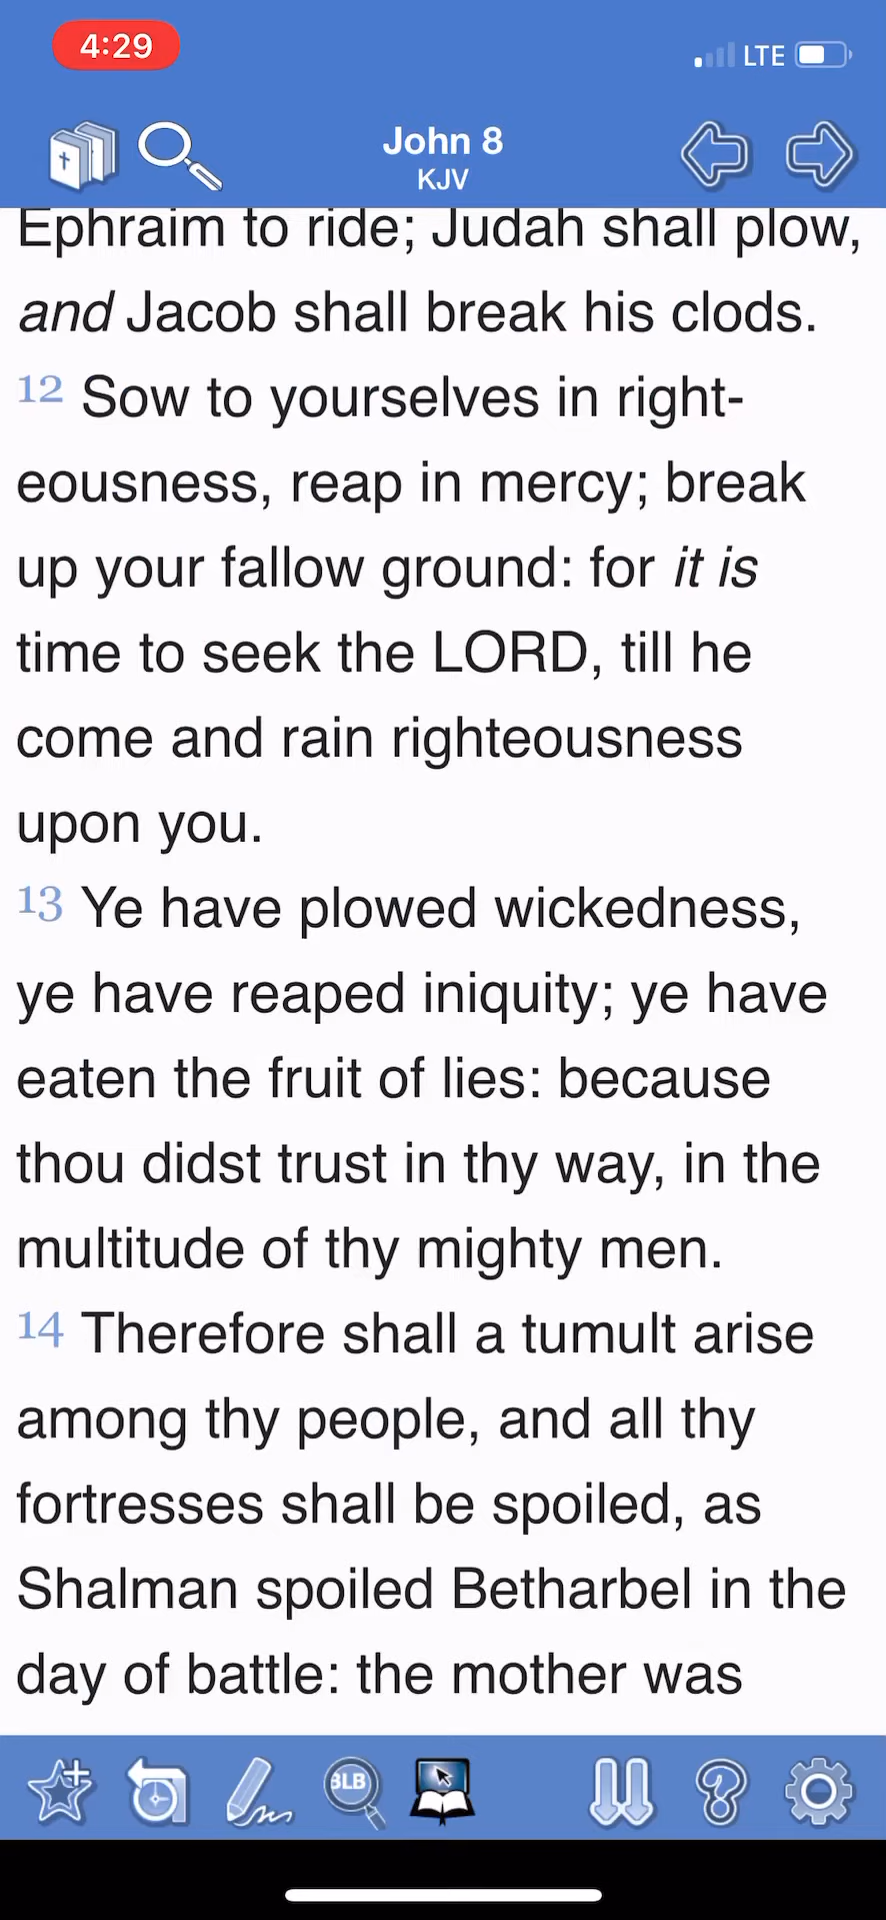 4:29
LTE
John 8
KJV
Ephraim to ride; Judah shall plow,
and Jacob shall break his clods.
12 Sow to yourselves in right-
eousness, reap in mercy; break
up your fallow ground: for it is
time to seek the LORD, till he
come and rain righteousness
upon you.
13 Ye have plowed wickedness,
ye have reaped iniquity; ye have
eaten the fruit of lies: because
thou didst trust in thy way, in the
multitude of thy mighty men.
14 Therefore shall a tumult arise
among thy people, and all thy
fortresses shall be spoiled, as
Shalman spoiled Betharbel in the
day of battle: the mother was
BLB